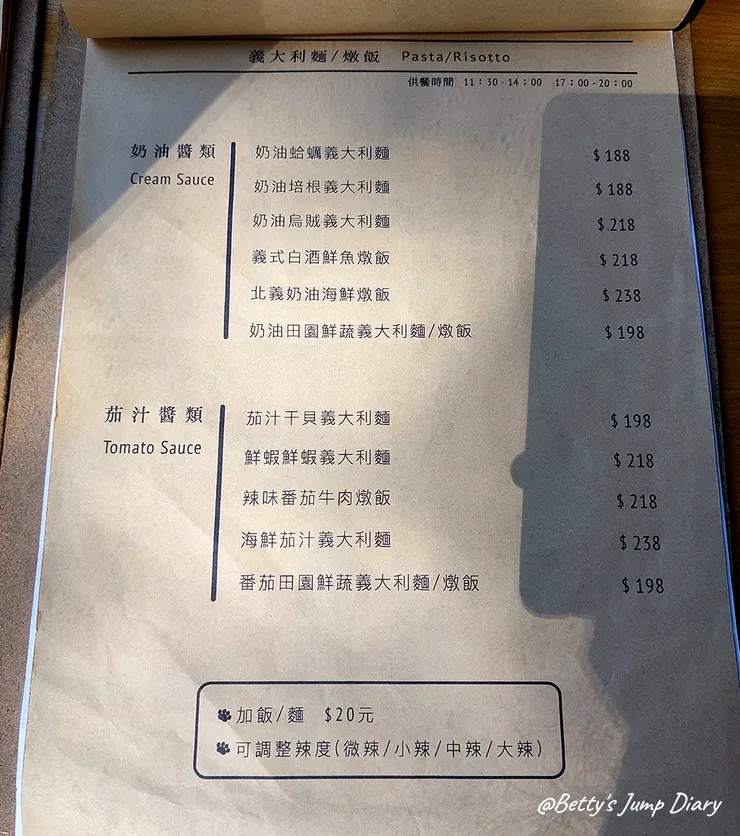 義大利麵/燉飯 Pasta/Risotto
供餐時間 11:30-14:00 17:00-20:00
奶油醬類
Cream Sauce
奶油蛤蠣義大利麵 $188
奶油培根義大利麵 $188
奶油烏賊義大利麵 $218
義式白酒鮮魚燉飯 $218
北義奶油海鮮燉飯 $238
奶油田園鮮蔬義大利麵/燉飯 $198
茄汁醬類
Tomato Sauce
茄汁干貝義大利麵 $198
鮮蝦鮮蝦義大利麵 $218
辣味番茄牛肉燉飯 $218
海鮮茄汁義大利麵 $238
番茄田園鮮蔬義大利麵/燉飯 $198
加飯/麵 $20元
可調整辣度(微辣/小辣/中辣/大辣)
@Betty's Jump Diary